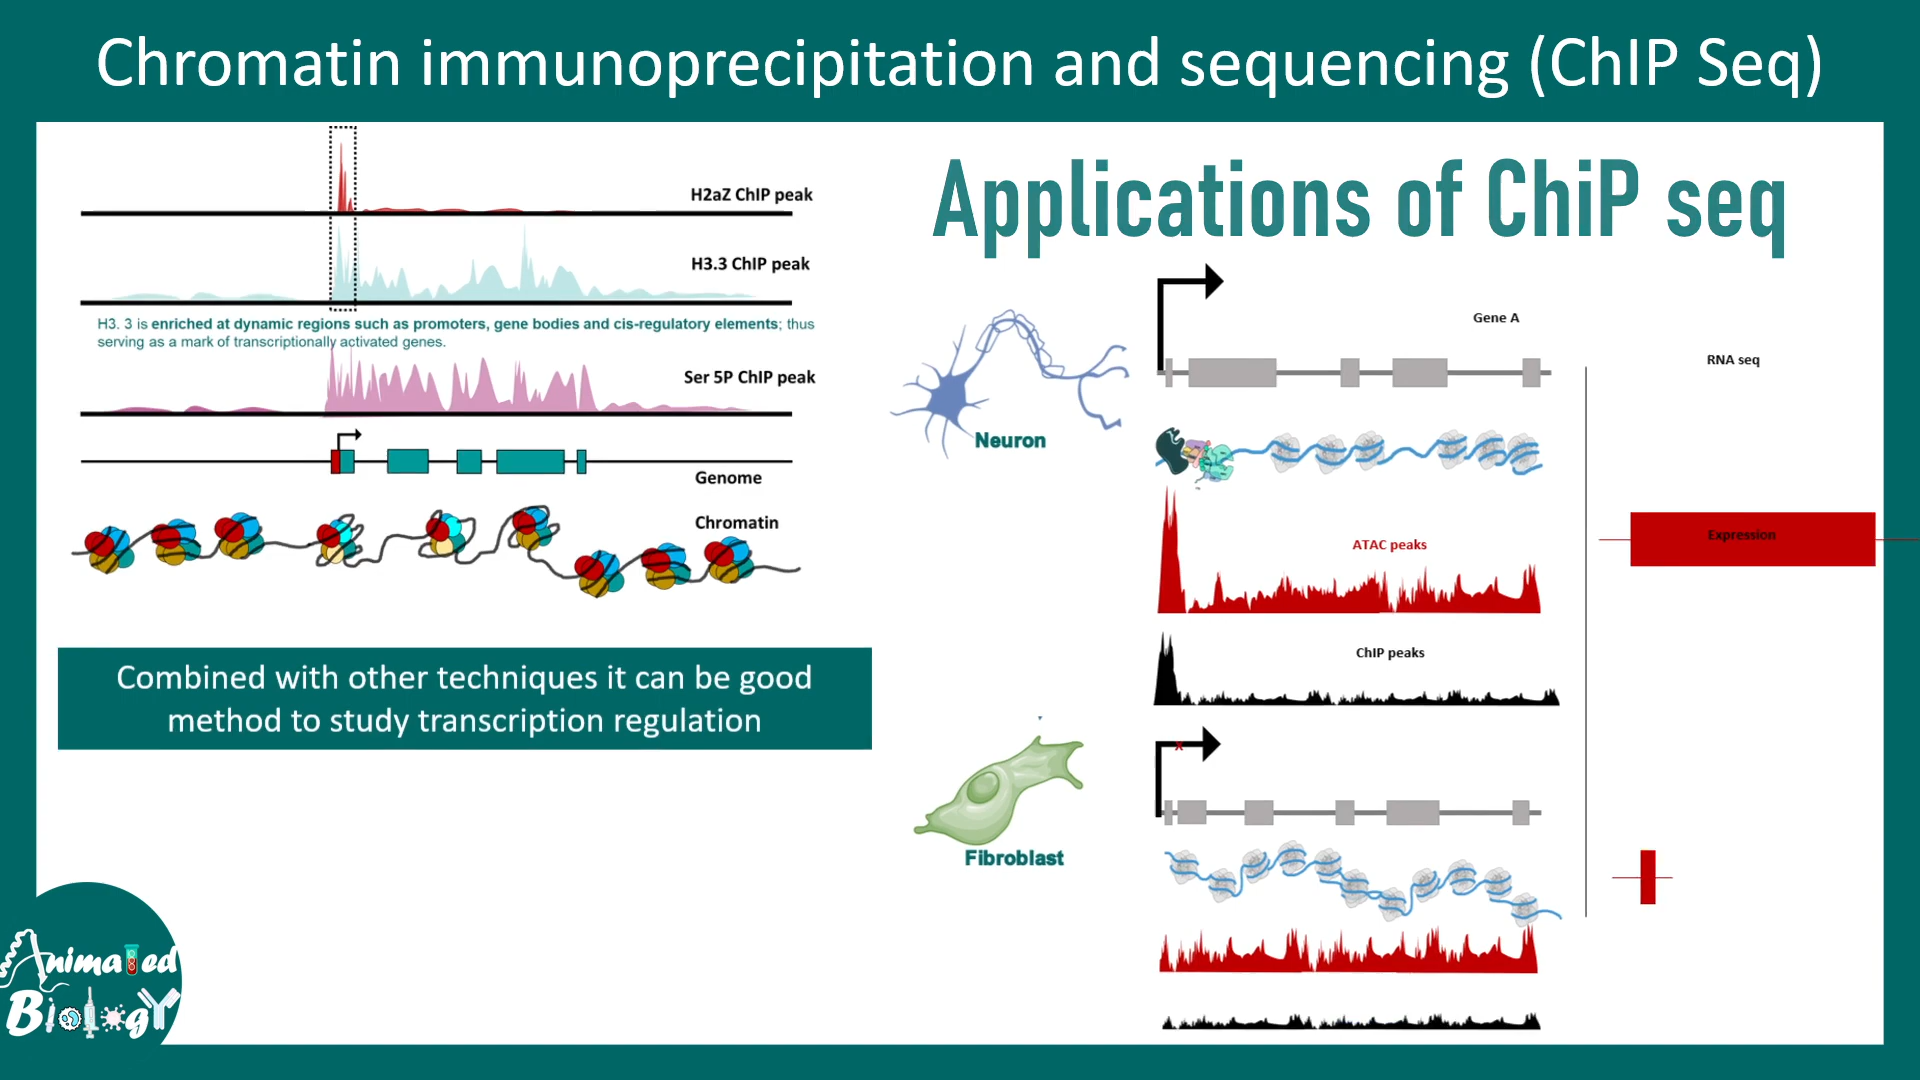 Chromatin immunoprecipitation and sequencing (ChIP Seq)
H2aZ ChIP peak
H3.3 ChIP peak
H3. 3 is enriched at dynamic regions such as promoters, gene bodies and cis-regulatory elements; thus
serving as a mark of transcriptionally activated genes.
Ser 5P ChIP peak
Genome
Chromatin
Combined with other techniques it can be good
method to study transcription regulation
Applications of ChiP seq
Gene A
RNA seq
Neuron
ATAC peaks
Expression
ChIP peaks
x
Fibroblast
Animated
Biology